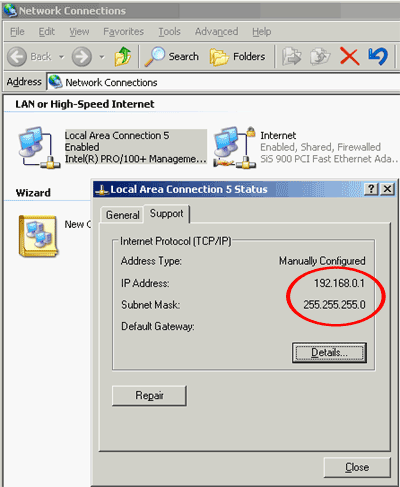 Network Connections
File Edit View Favorites Tools Advanced Help
Back Search Folders
Address Network Connections
LAN or High-Speed Internet
Local Area Connection 5
Enabled
Intel(R) PRO/100+ Manageme...
Internet
Enabled, Shared, Firewalled
SiS 900 PCI Fast Ethernet Ada...
Wizard
New C
Local Area Connection 5 Status
General Support
Internet Protocol (TCP/IP)
Address Type: Manually Configured
IP Address: 192.168.0.1
Subnet Mask: 255.255.255.0
Default Gateway:
Details...
Repair
Close